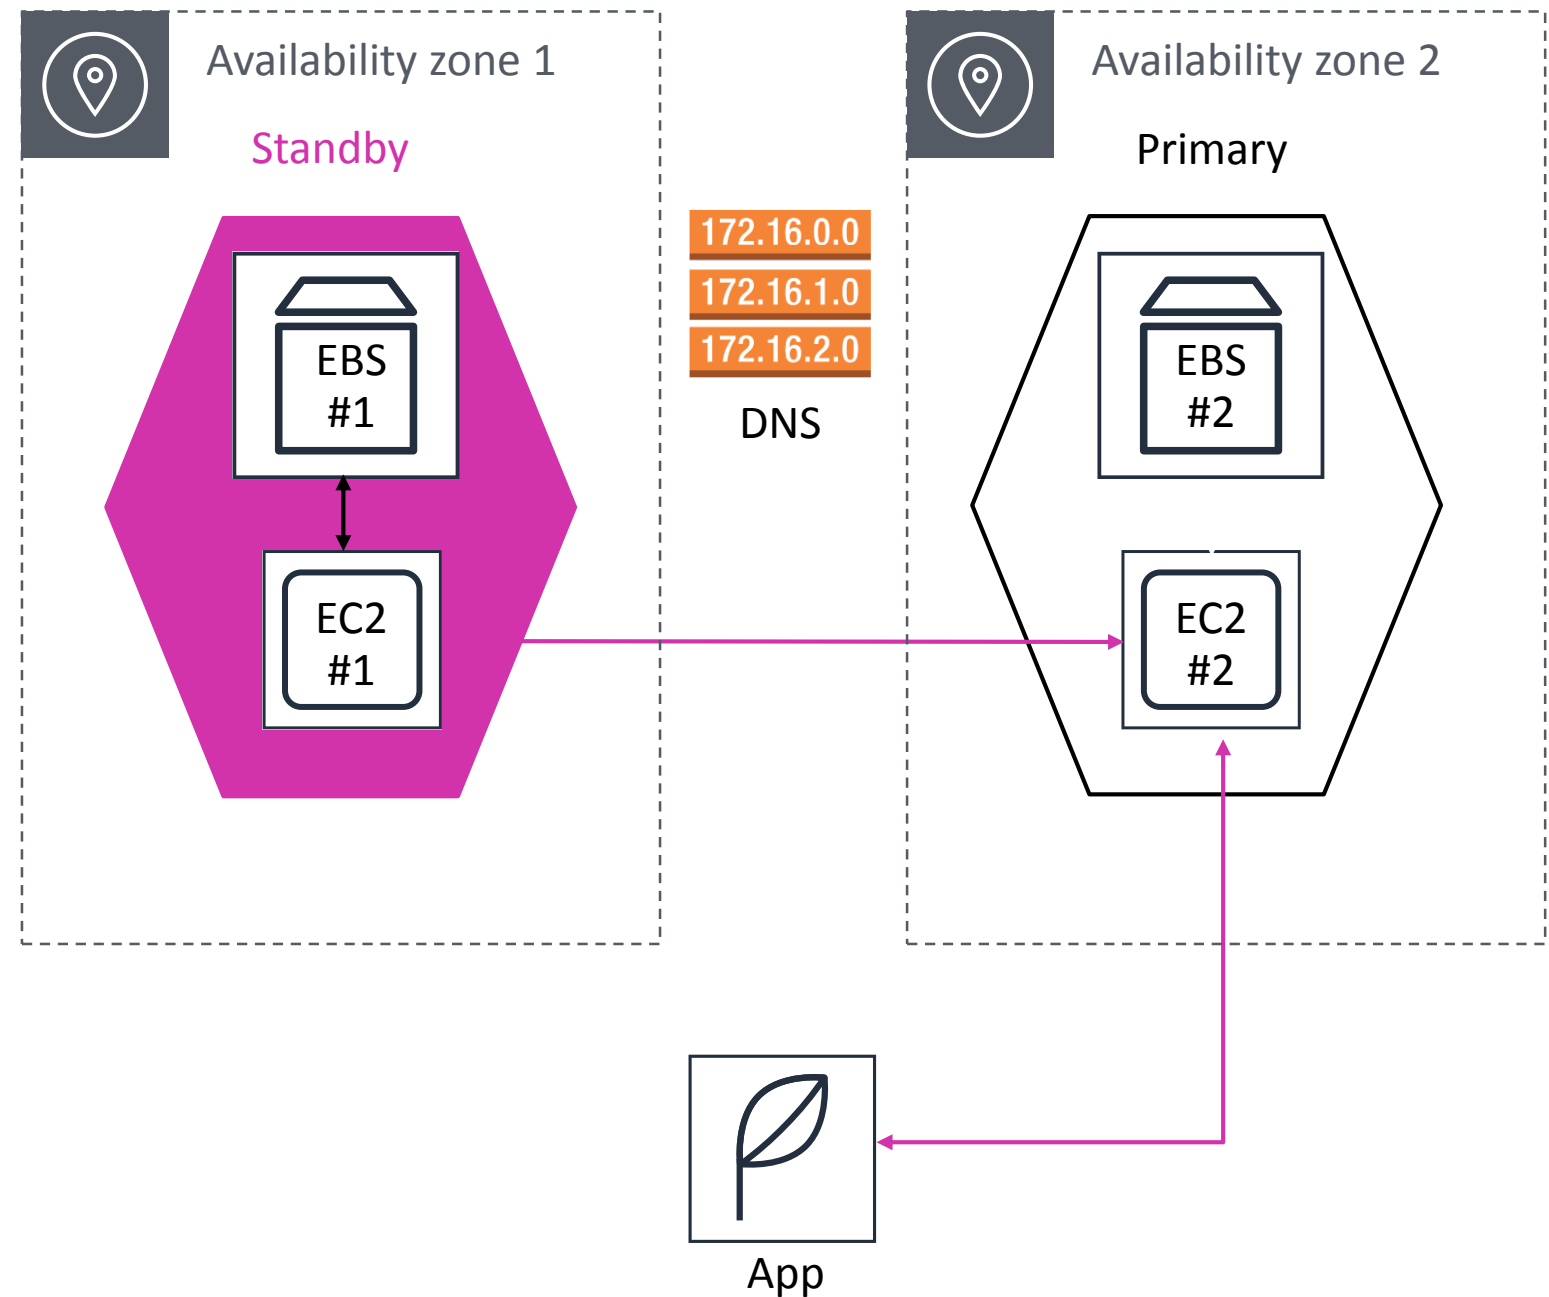 Availability zone 1
Standby
EBS
#1
EC2
#1
172.16.0.0
172.16.1.0
172.16.2.0
DNS
Availability zone 2
Primary
EBS
#2
EC2
#2
App